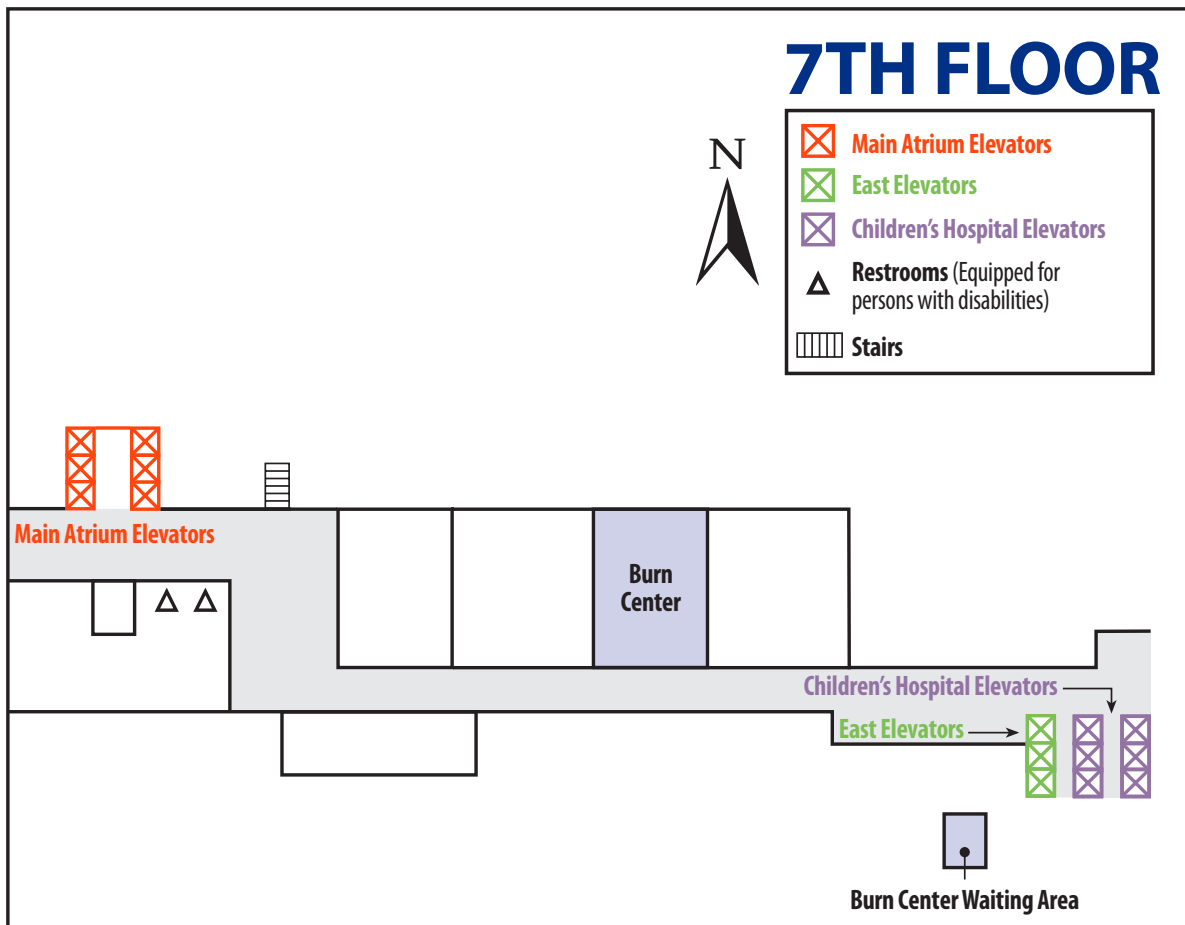 7TH FLOOR
N
Main Atrium Elevators
East Elevators
Children's Hospital Elevators
Restrooms (Equipped for
persons with disabilities)
Stairs
Main Atrium Elevators
Burn
Center
Children's Hospital Elevators
East Elevators
Burn Center Waiting Area